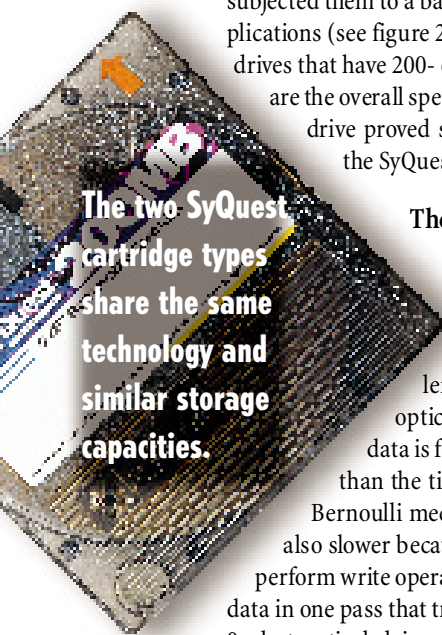 subjected them to a ba
plications (see figure 2
drives that have 200-
are the overall spe
drive proved s
the SyQues
The two SyQuest
cartridge types
share the same
technology and
similar storage
capacities.
The
le
optic
data is f
than the ti
Bernoulli me
also slower beca
perform write opera
data in one pass that tr